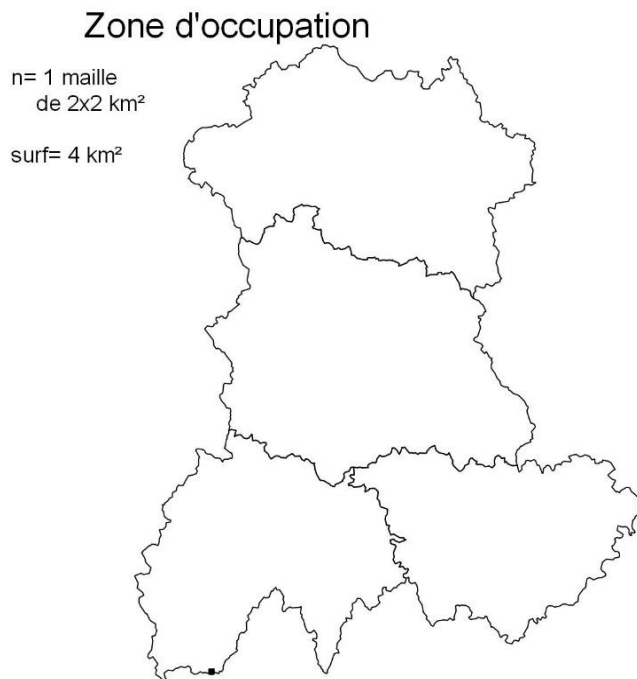 Zone d'occupation
n= 1 maille
de 2x2 km²
surf= 4 km²